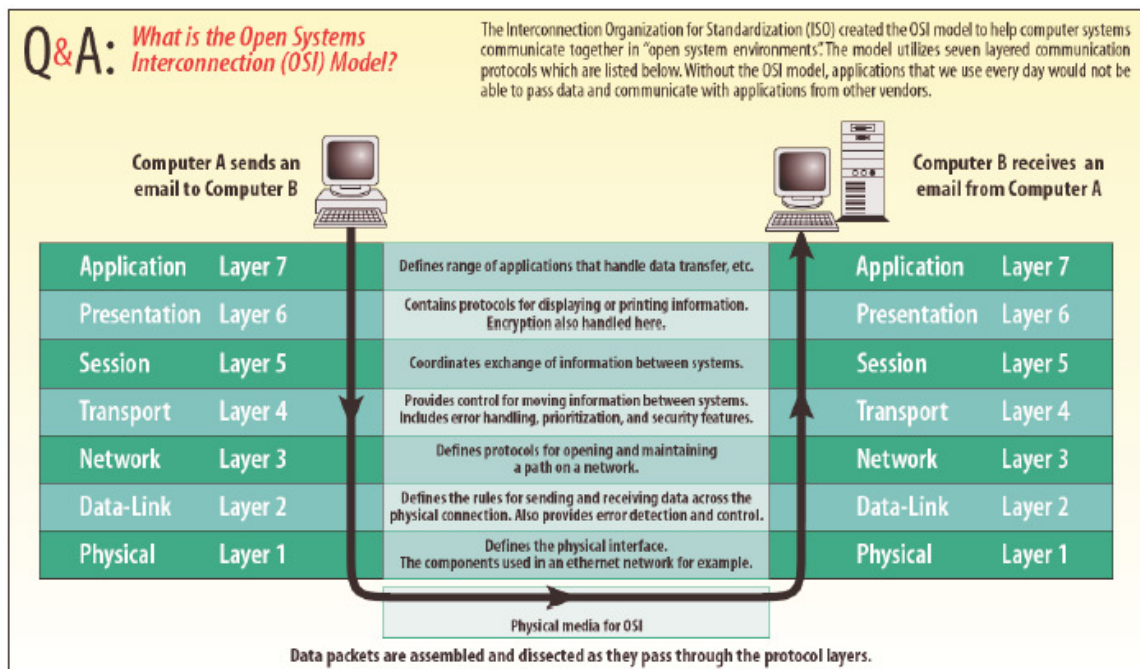 Q&A:
What is the Open Systems
Interconnection (OSI) Model?
The Interconnection Organization for Standardization (ISO) created the OSI model to help computer systems
communicate together in “open system environments”. The model utilizes seven layered communication
protocols which are listed below. Without the OSI model, applications that we use every day would not be
able to pass data and communicate with applications from other vendors.
Computer A sends an
email to Computer B
Computer B receives an
email from Computer A
Application Layer 7 Defines range of applications that handle data transfer, etc. Application Layer 7
Presentation Layer 6 Contains protocols for displaying or printing information. Presentation Layer 6
Encryption also handled here.
Session Layer 5 Coordinates exchange of information between systems. Session Layer 5
Transport Layer 4 Provides control for moving information between systems. Transport Layer 4
Includes error handling, prioritization, and security features.
Network Layer 3 Defines protocols for opening and maintaining Network Layer 3
a path on a network.
Data-Link Layer 2 Defines the rules for sending and receiving data across the Data-Link Layer 2
physical connection. Also provides error detection and control.
Physical Layer 1 Defines the physical interface. Physical Layer 1
The components used in an ethernet network for example.
Physical media for OSI
Data packets are assembled and dissected as they pass through the protocol layers.